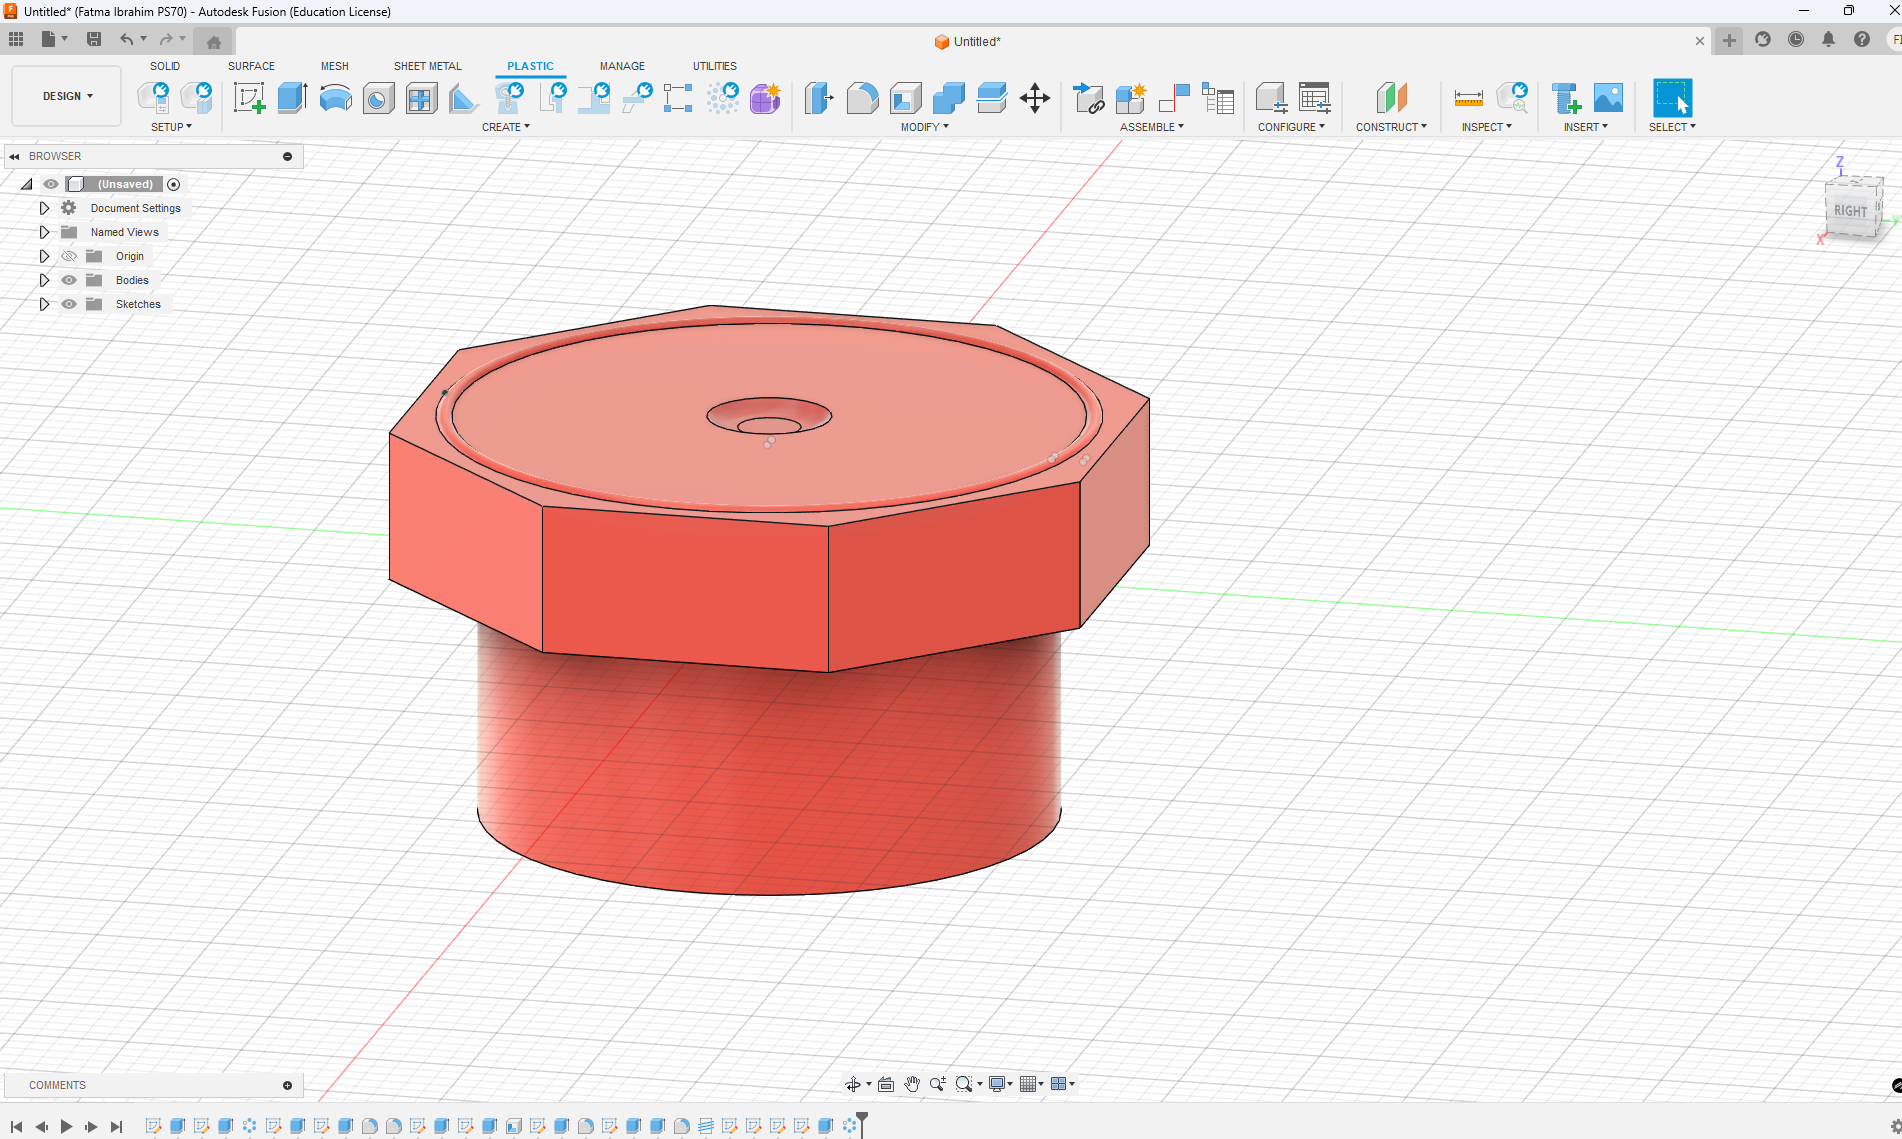 Untitled* (Fatma Ibrahim PS70) - Autodesk Fusion (Education License)
Untitled*
SOLID SURFACE MESH SHEET METAL PLASTIC MANAGE UTILITIES
DESIGN
SETUP CREATE MODIFY ASSEMBLE CONFIGURE CONSTRUCT INSPECT INSERT SELECT
BROWSER
(Unsaved)
Document Settings
Named Views
Origin
Bodies
Sketches
Z
RIGHT
X
COMMENTS